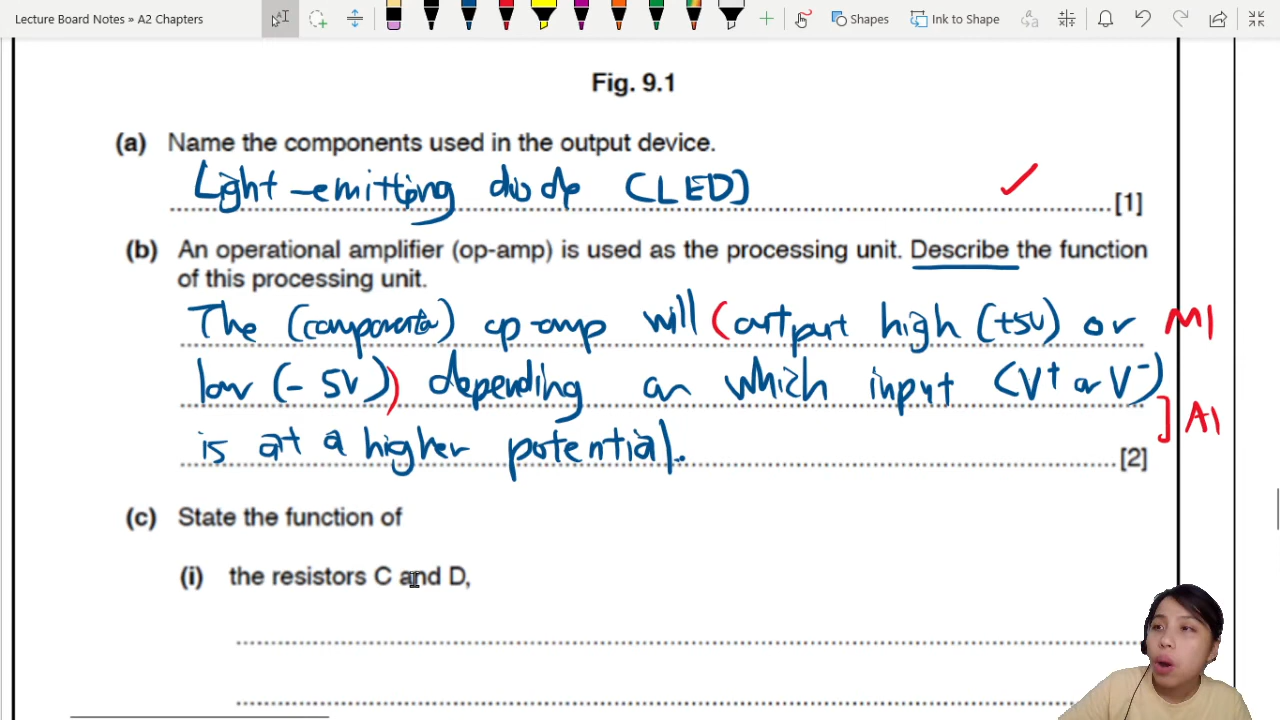 Lecture Board Notes » A2 Chapters
Shapes
Ink to Shape
Fig. 9.1
(a) Name the components used in the output device.
Light-emitting diode (LED)
[1]
(b) An operational amplifier (op-amp) is used as the processing unit. Describe the function
of this processing unit.
The (comparator) op-amp will (output high (+5V) or M1
low (-5V)) depending on which input (V+ or V-)
is at a higher potential. ] A1
[2]
(c) State the function of
(i) the resistors C and D,